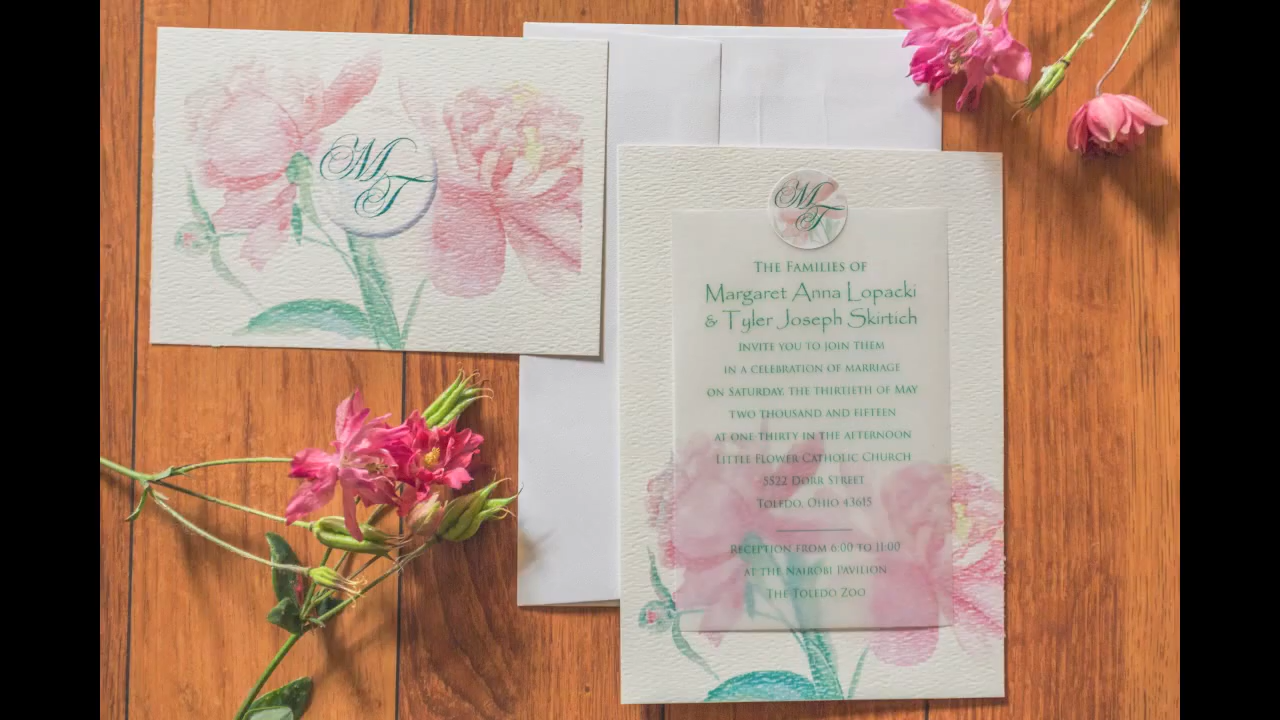 MT
MT
The Families of
Margaret Anna Lopacki
& Tyler Joseph Skirtich
invite you to join them
in a celebration of marriage
on Saturday, the thirtieth of May
two thousand and fifteen
at one thirty in the afternoon
Little Flower Catholic Church
5522 Dorr Street
Toledo, Ohio 43615
Reception from 6:00 to 11:00
at the Nairobi Pavilion
The Toledo Zoo